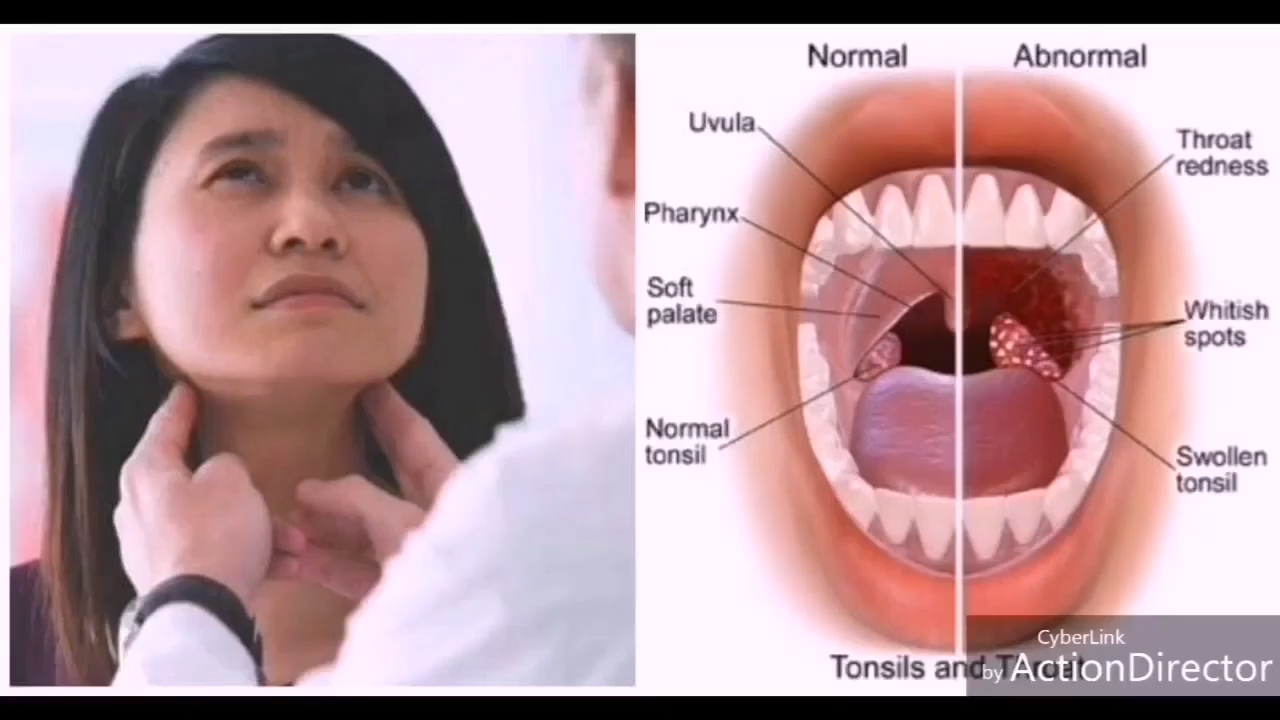 Normal
Abnormal
Uvula
Throat
redness
Pharynx
Soft
palate
Whitish
spots
Normal
tonsil
Swollen
tonsil
Tonsils and Throat
CyberLink
by ActionDirector